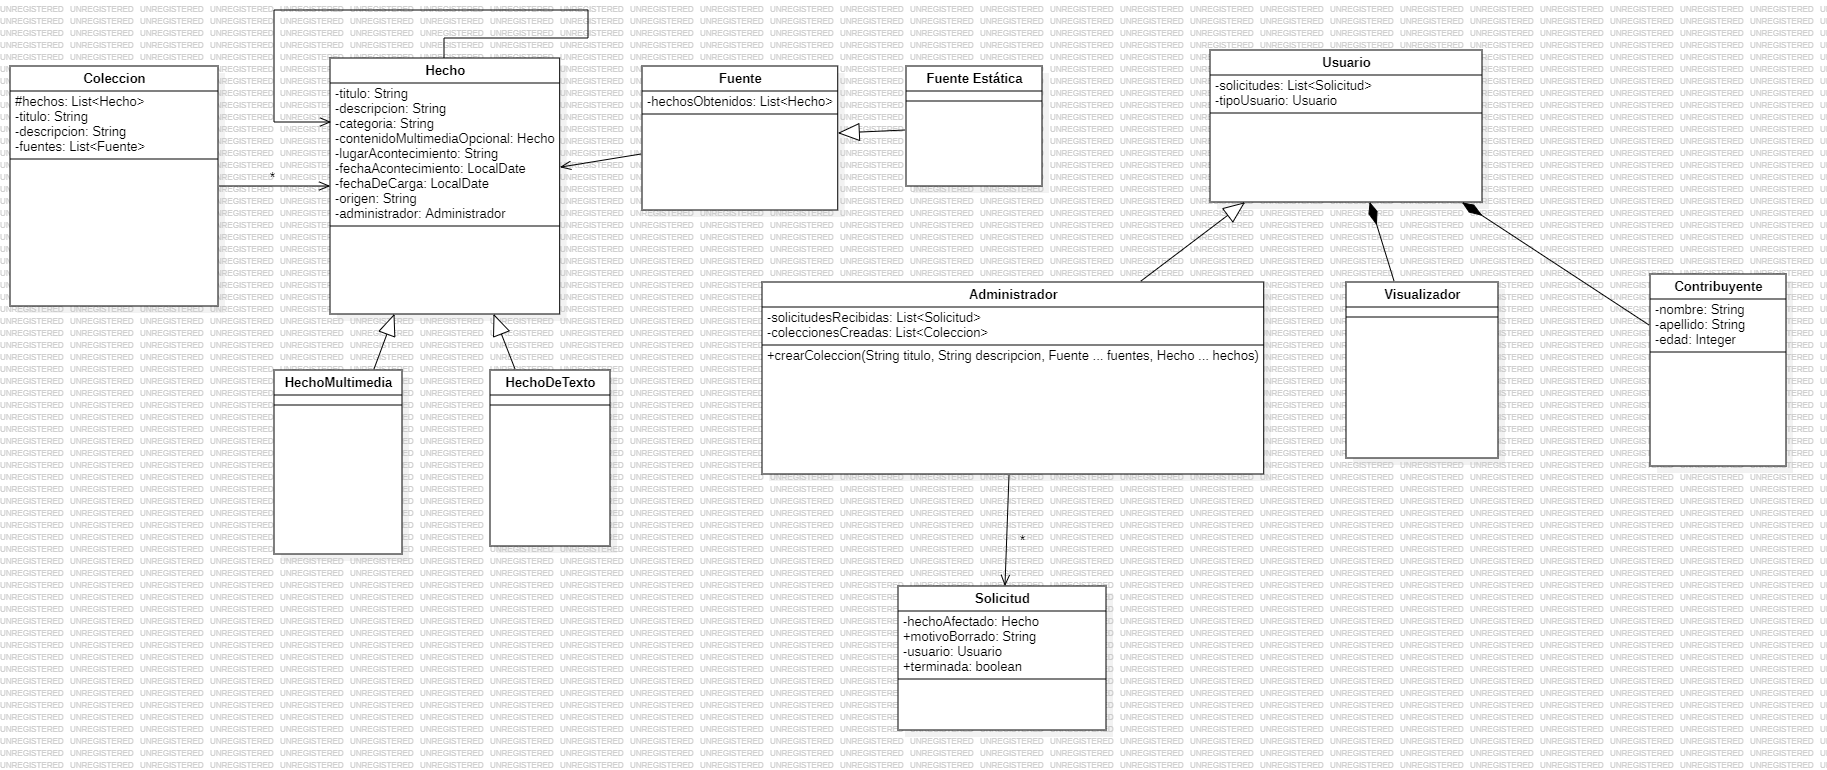 Coleccion
#hechos: List<Hecho>
-titulo: String
-descripcion: String
-fuentes: List<Fuente>
*
Hecho
-titulo: String
-descripcion: String
-categoria: String
-contenidoMultimediaOpcional: Hecho
-lugarAcontecimiento: String
-fechaAcontecimiento: LocalDate
-fechaDeCarga: LocalDate
-origen: String
-administrador: Administrador
Fuente
-hechosObtenidos: List<Hecho>
Fuente Estática
Usuario
-solicitudes: List<Solicitud>
-tipoUsuario: Usuario
HechoMultimedia
HechoDeTexto
Administrador
-solicitudesRecibidas: List<Solicitud>
-coleccionesCreadas: List<Coleccion>
+crearColeccion(String titulo, String descripcion, Fuente ... fuentes, Hecho ... hechos)
Visualizador
Contribuyente
-nombre: String
-apellido: String
-edad: Integer
*
Solicitud
-hechoAfectado: Hecho
+motivoBorrado: String
-usuario: Usuario
+terminada: boolean
UNREGISTERED